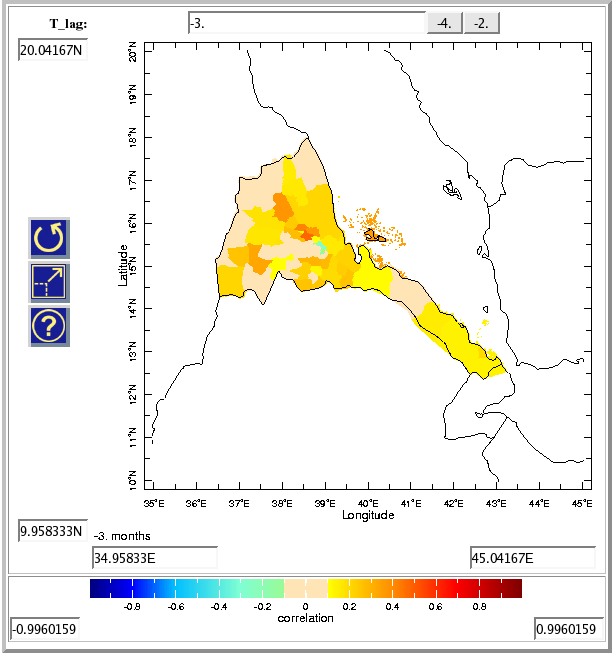 T_lag: -3. -4. -2.
20.04167N
20°N
19°N
18°N
17°N
16°N
15°N
14°N
13°N
12°N
11°N
10°N
Latitude
?
35°E 36°E 37°E 38°E 39°E 40°E 41°E 42°E 43°E 44°E 45°E
Longitude
9.958333N
-3. months
34.95833E 45.04167E
-0.8 -0.6 -0.4 -0.2 0 0.2 0.4 0.6 0.8
correlation
-0.9960159 0.9960159